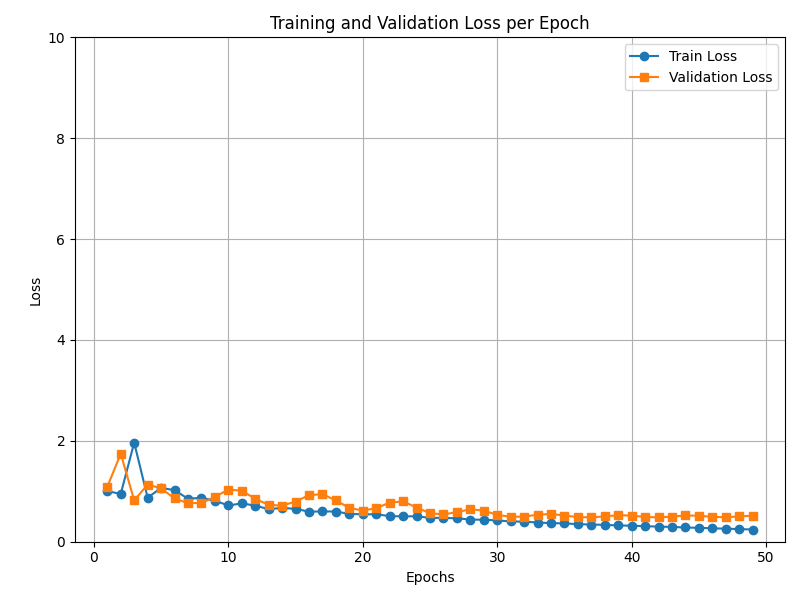 Training and Validation Loss per Epoch
Train Loss
Validation Loss
10
8
6
4
2
0
Loss
0 10 20 30 40 50
Epochs